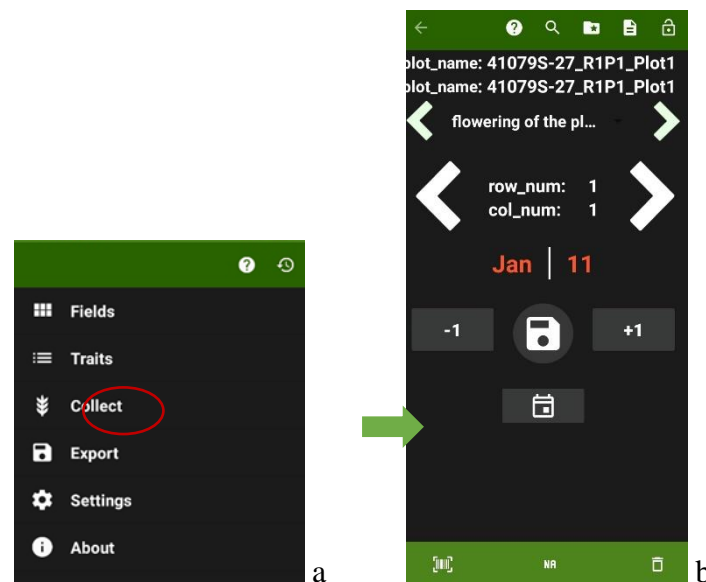 Fields
Traits
Collect
Export
Settings
About
a
plot_name: 41079S-27_R1P1_Plot1
plot_name: 41079S-27_R1P1_Plot1
flowering of the pl...
row_num: 1
col_num: 1
Jan 11
-1 +1
NA
b